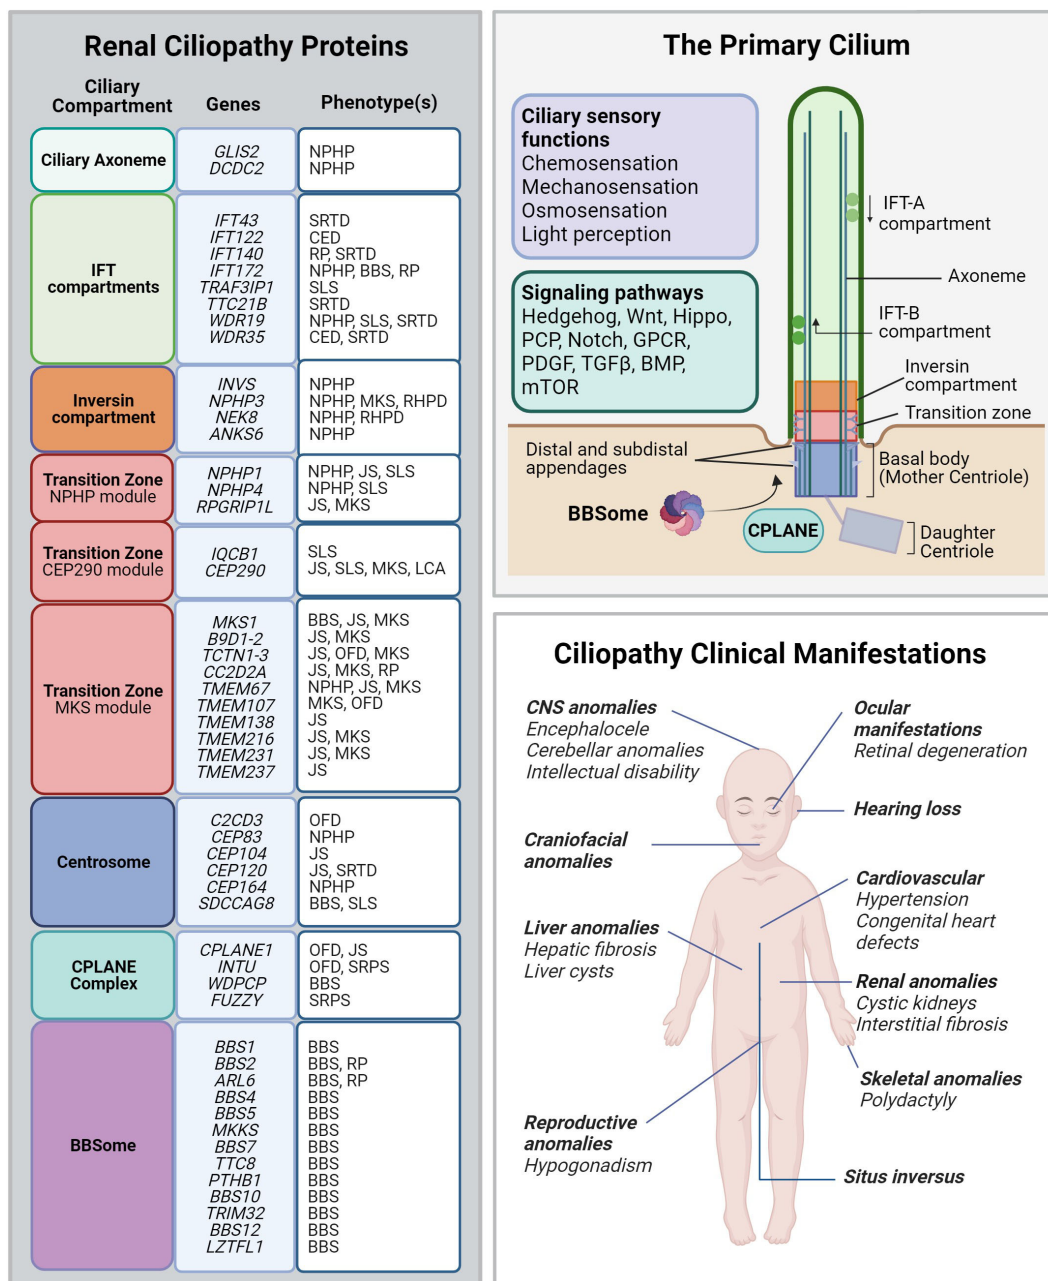 Renal Ciliopathy Proteins
Ciliary
Compartment
Genes
Phenotype(s)
Ciliary Axoneme
GLIS2
DCDC2
NPHP
NPHP
IFT
compartments
IFT43
IFT122
IFT140
IFT172
TRAF3IP1
TTC21B
WDR19
WDR35
SRTD
CED
RP, SRTD
NPHP, BBS, RP
SLS
SRTD
NPHP, SLS, SRTD
CED, SRTD
Inversin
compartment
INVS
NPHP3
NEK8
ANKS6
NPHP
NPHP, MKS, RHPD
NPHP, RHPD
NPHP
Transition Zone
NPHP module
NPHP1
NPHP4
RPGRIP1L
NPHP, JS, SLS
NPHP, SLS
JS, MKS
Transition Zone
CEP290 module
IQCB1
CEP290
SLS
JS, SLS, MKS, LCA
Transition Zone
MKS module
MKS1
B9D1-2
TCTN1-3
CC2D2A
TMEM67
TMEM107
TMEM138
TMEM216
TMEM231
TMEM237
BBS, JS, MKS
JS, MKS
JS, OFD, MKS
JS, MKS, RP
NPHP, JS, MKS
MKS, OFD
JS
JS, MKS
JS, MKS
JS
Centrosome
C2CD3
CEP83
CEP104
CEP120
CEP164
SDCCAG8
OFD
NPHP
JS
JS, SRTD
NPHP
BBS, SLS
CPLANE
Complex
CPLANE1
INTU
WDPCP
FUZZY
OFD, JS
OFD, SRPS
BBS
SRPS
BBSome
BBS1
BBS2
ARL6
BBS4
BBS5
MKKS
BBS7
TTC8
PTHB1
BBS10
TRIM32
BBS12
LZTFL1
BBS
BBS, RP
BBS, RP
BBS
BBS
BBS
BBS
BBS
BBS
BBS
BBS
BBS
BBS
The Primary Cilium
Ciliary sensory
functions
Chemosensation
Mechanosensation
Osmosensation
Light perception
Signaling pathways
Hedgehog, Wnt, Hippo,
PCP, Notch, GPCR,
PDGF, TGFβ, BMP,
mTOR
IFT-A
compartment
Axoneme
IFT-B
compartment
Inversin
compartment
Transition zone
Distal and subdistal
appendages
Basal body
(Mother Centriole)
BBSome
CPLANE
Daughter
Centriole
Ciliopathy Clinical Manifestations
CNS anomalies
Encephalocele
Cerebellar anomalies
Intellectual disability
Ocular
manifestations
Retinal degeneration
Hearing loss
Craniofacial
anomalies
Cardiovascular
Hypertension
Congenital heart
defects
Liver anomalies
Hepatic fibrosis
Liver cysts
Renal anomalies
Cystic kidneys
Interstitial fibrosis
Skeletal anomalies
Polydactyly
Reproductive
anomalies
Hypogonadism
Situs inversus